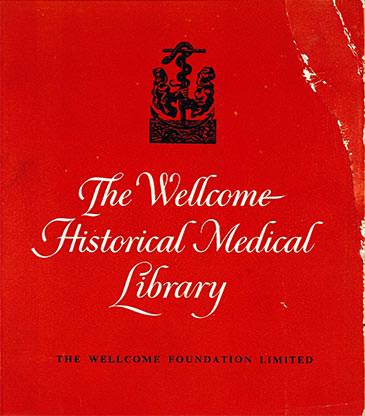 The Wellcome
Historical Medical
Library
THE WELLCOME FOUNDATION LIMITED